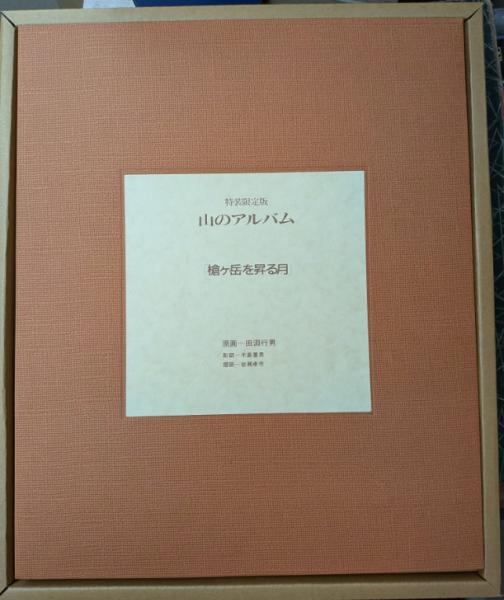 特装限定版
山のアルバム
槍ヶ岳を昇る月
原画一田淵行男